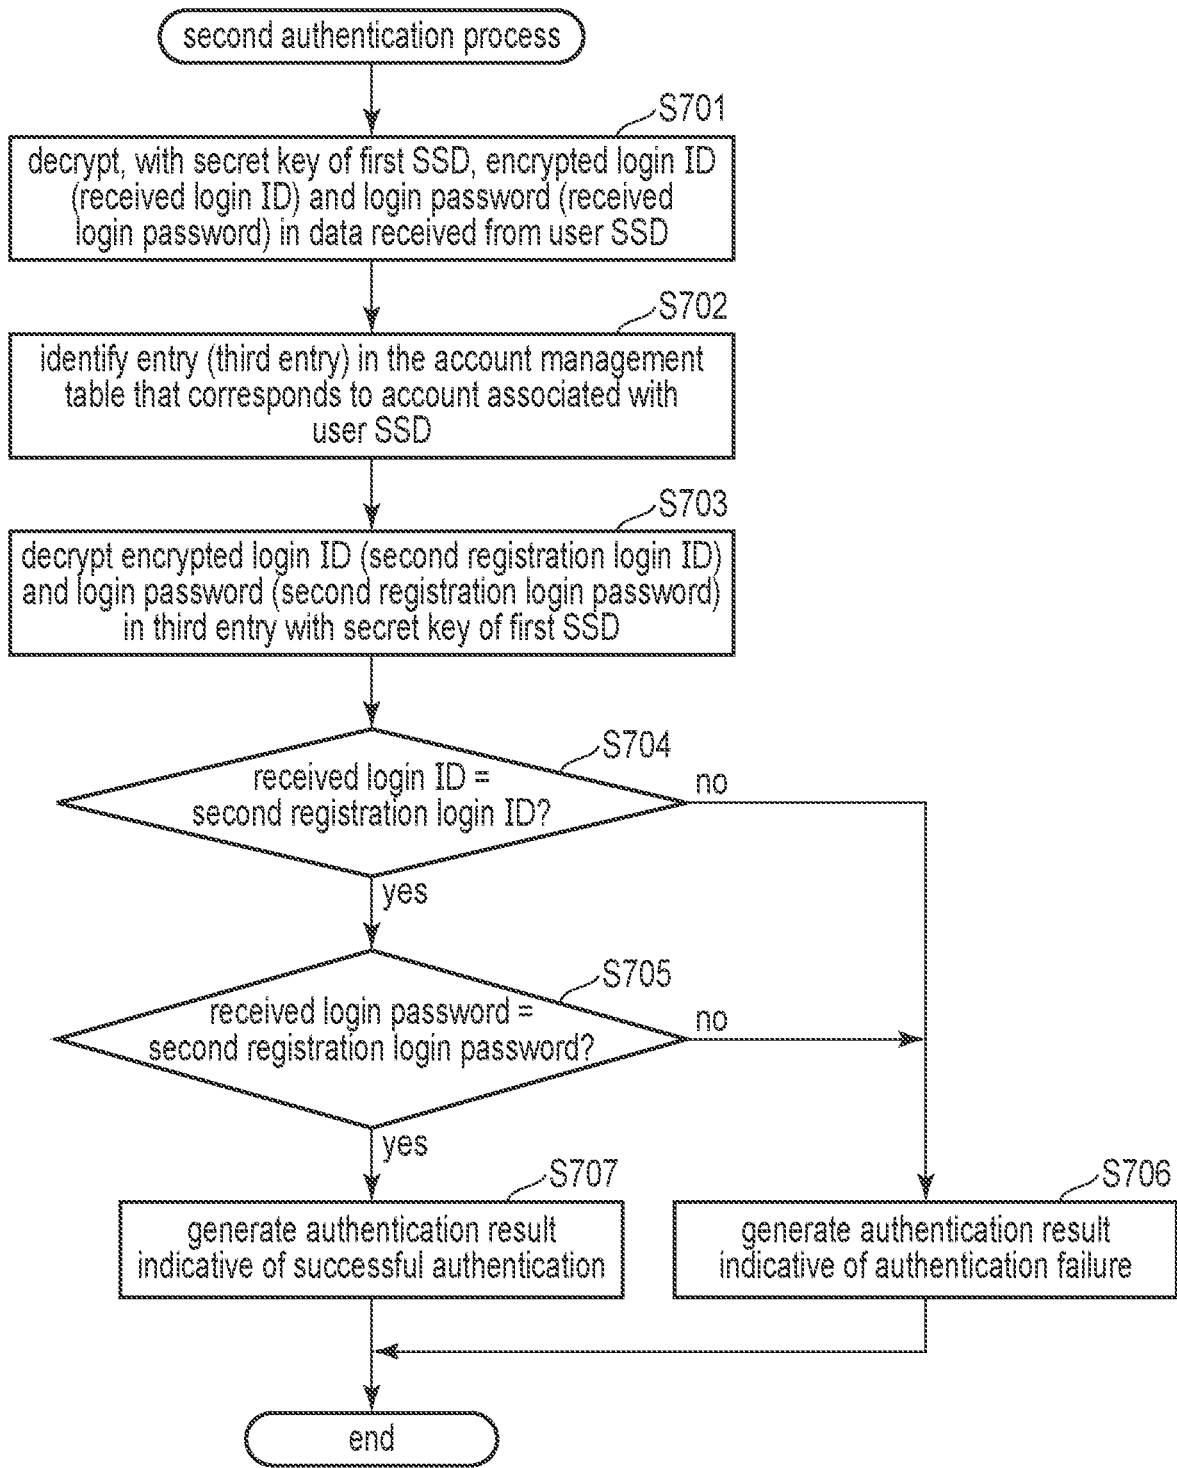 second authentication process
S701
decrypt, with secret key of first SSD, encrypted login ID
(received login ID) and login password (received
login password) in data received from user SSD
S702
identify entry (third entry) in the account management
table that corresponds to account associated with
user SSD
S703
decrypt encrypted login ID (second registration login ID)
and login password (second registration login password)
in third entry with secret key of first SSD
S704
received login ID =
second registration login ID?
no
yes
S705
received login password =
second registration login password?
no
yes
S707
generate authentication result
indicative of successful authentication
S706
generate authentication result
indicative of authentication failure
end